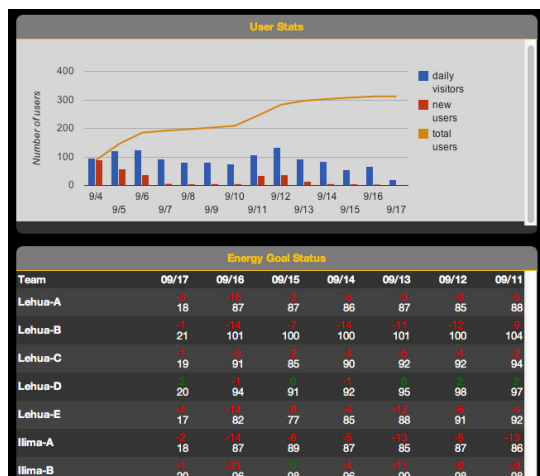 User Stats
400
300
200
100
0
Number of users
daily
visitors
new
users
total
users
9/4 9/6 9/8 9/10 9/12 9/14 9/16
9/5 9/7 9/9 9/11 9/13 9/15 9/17
Energy Goal Status
Team 09/17 09/16 09/15 09/14 09/13 09/12 09/11
-3 -16 -2 -5 -9 -8 -6
Lehua-A
18 87 87 86 87 85 88
-1 -14 -7 -14 -11 -12 -9
Lehua-B
21 101 100 100 101 100 104
-1 -2
Lehua-C
19 91 85 90 92 92 94
2 -1 0 -1 0 2 2
Lehua-D
20 94 91 92 95 98 97
-4 -14 -8 -4 -12 -6 -4
Lehua-E
17 82 77 85 88 91 92
-2 -14 -6 -5 -13 -8 -13
Ilima-A
18 87 89 87 85 87 86
-1 -21 0 -4 -11 -9 -9
Ilima-B